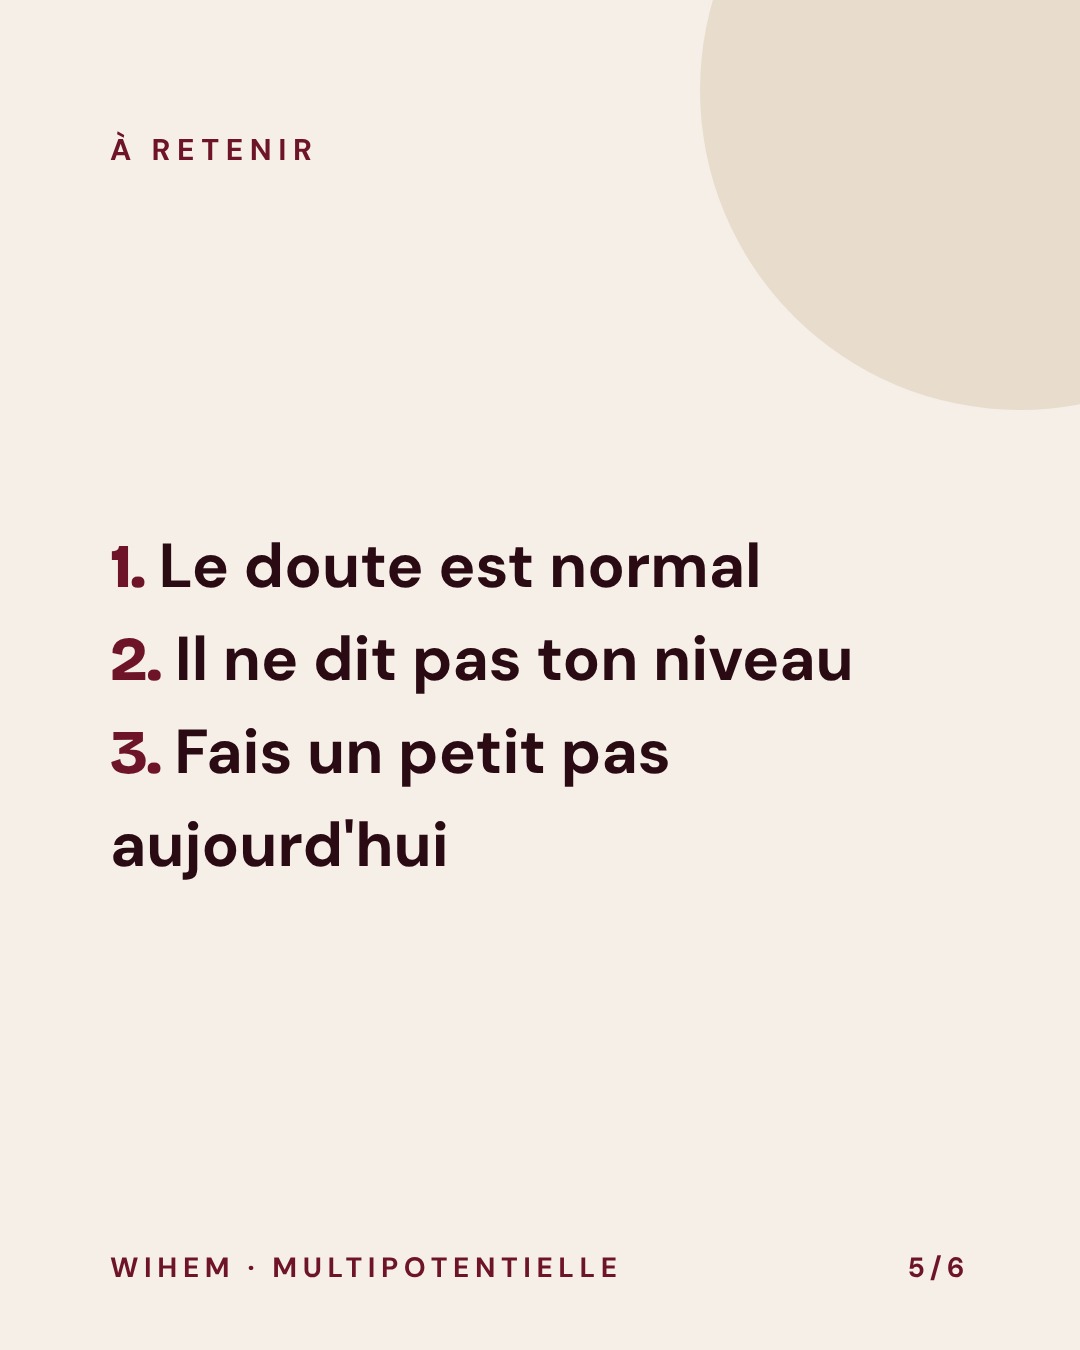 À RETENIR
1. Le doute est normal
2. Il ne dit pas ton niveau
3. Fais un petit pas
aujourd'hui
WIHEM · MULTIPOTENTIELLE
5/6